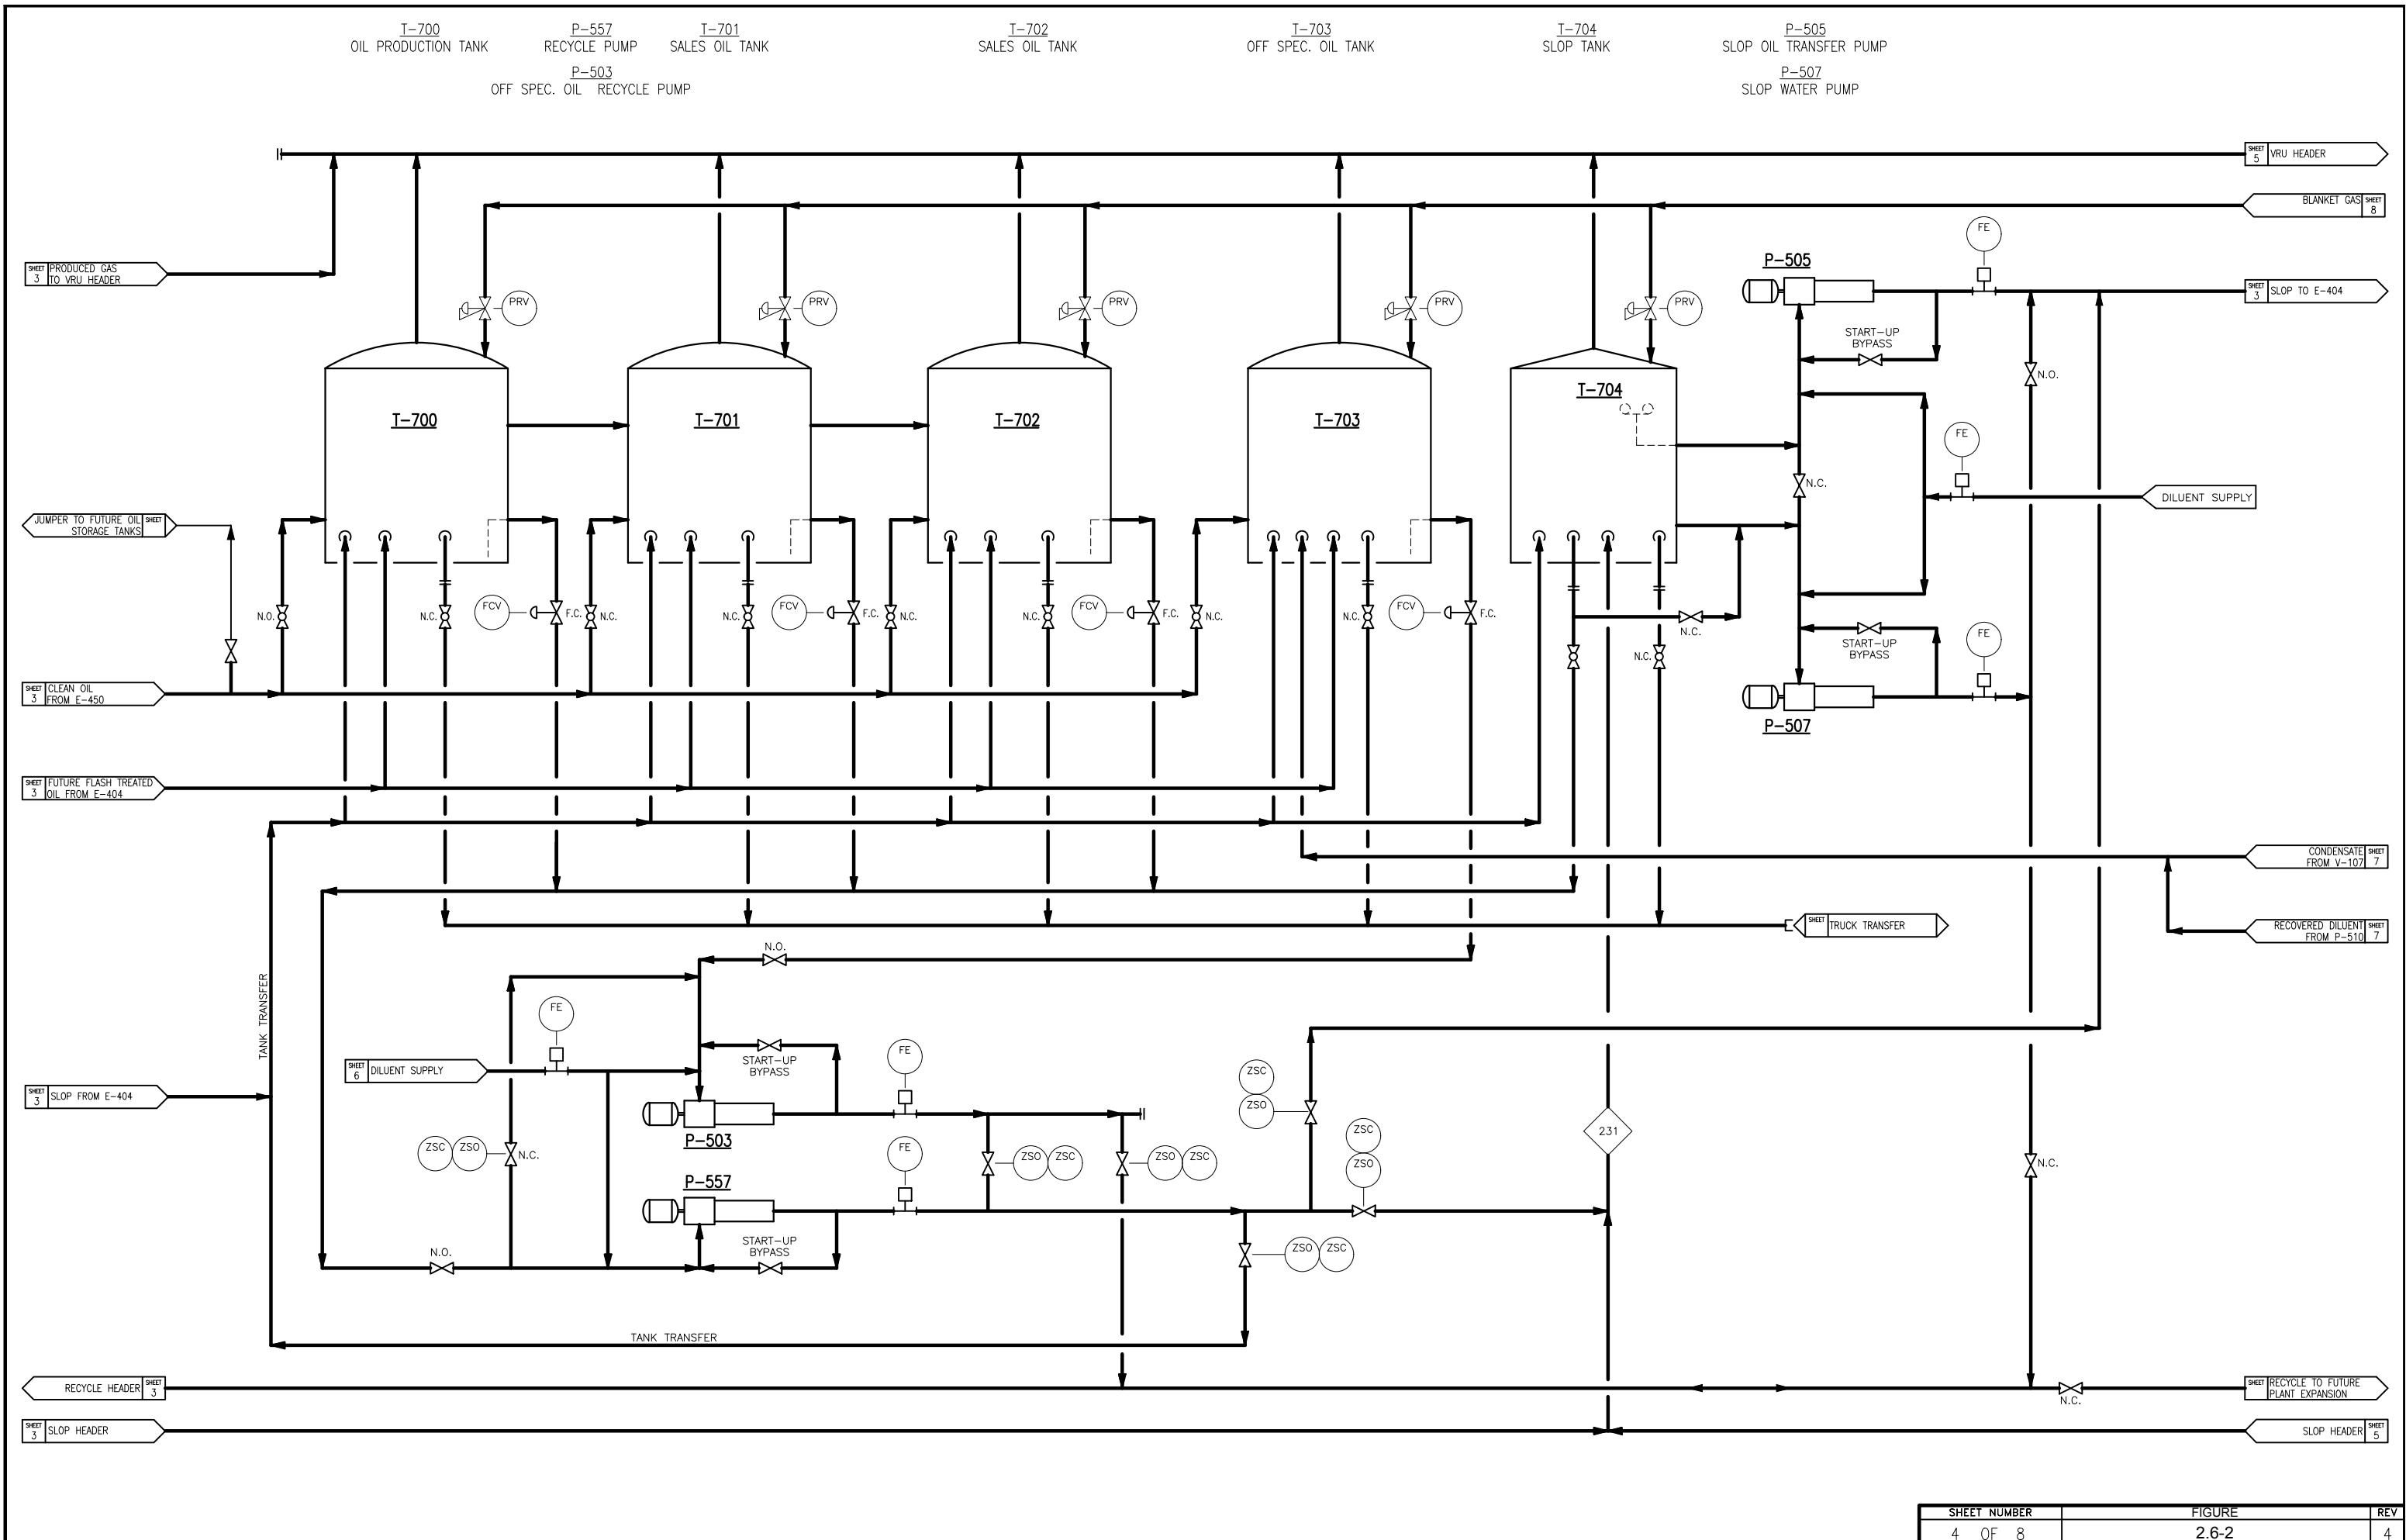 T-700
OIL PRODUCTION TANK
P-557
RECYCLE PUMP
P-503
OFF SPEC. OIL RECYCLE PUMP
T-701
SALES OIL TANK
T-702
SALES OIL TANK
T-703
OFF SPEC. OIL TANK
T-704
SLOP TANK
P-505
SLOP OIL TRANSFER PUMP
P-507
SLOP WATER PUMP
SHEET 5
VRU HEADER
BLANKET GAS
SHEET 8
FE
SHEET 3
PRODUCED GAS
TO VRU HEADER
P-505
SHEET 3
SLOP TO E-404
PRV
PRV
PRV
PRV
PRV
START-UP
BYPASS
N.O.
T-700
T-701
T-702
T-703
T-704
FE
N.C.
DILUENT SUPPLY
JUMPER TO FUTURE OIL
STORAGE TANKS
SHEET
N.O.
N.C.
FCV
F.C.
N.C.
N.C.
FCV
F.C.
N.C.
N.C.
FCV
F.C.
N.C.
N.C.
FCV
F.C.
N.C.
N.C.
START-UP
BYPASS
FE
SHEET 3
CLEAN OIL
FROM E-450
P-507
SHEET 3
FUTURE FLASH TREATED
OIL FROM E-404
CONDENSATE
FROM V-107
SHEET 7
SHEET
TRUCK TRANSFER
RECOVERED DILUENT
FROM P-510
SHEET 7
N.O.
TANK TRANSFER
FE
START-UP
BYPASS
FE
SHEET 6
DILUENT SUPPLY
SHEET 3
SLOP FROM E-404
ZSC
ZSO
P-503
ZSC
ZSO
N.C.
FE
ZSO
ZSC
ZSO
ZSC
ZSC
ZSO
231
N.C.
P-557
START-UP
BYPASS
N.O.
ZSO
ZSC
TANK TRANSFER
RECYCLE HEADER
SHEET 3
N.C.
SHEET
RECYCLE TO FUTURE
PLANT EXPANSION
SHEET 3
SLOP HEADER
SLOP HEADER
SHEET 5
SHEET NUMBER
4 OF 8
FIGURE
2.6-2
REV
4